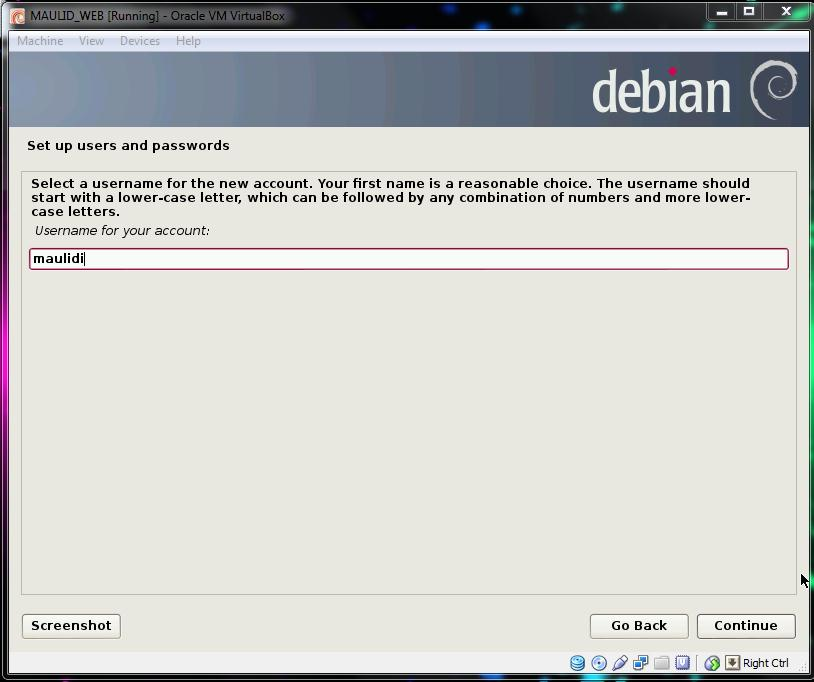 MAULID_WEB [Running] - Oracle VM VirtualBox
Machine View Devices Help
debian
Set up users and passwords
Select a username for the new account. Your first name is a reasonable choice. The username should
start with a lower-case letter, which can be followed by any combination of numbers and more lower-
case letters.
Username for your account:
maulidi
Screenshot Go Back Continue
Right Ctrl